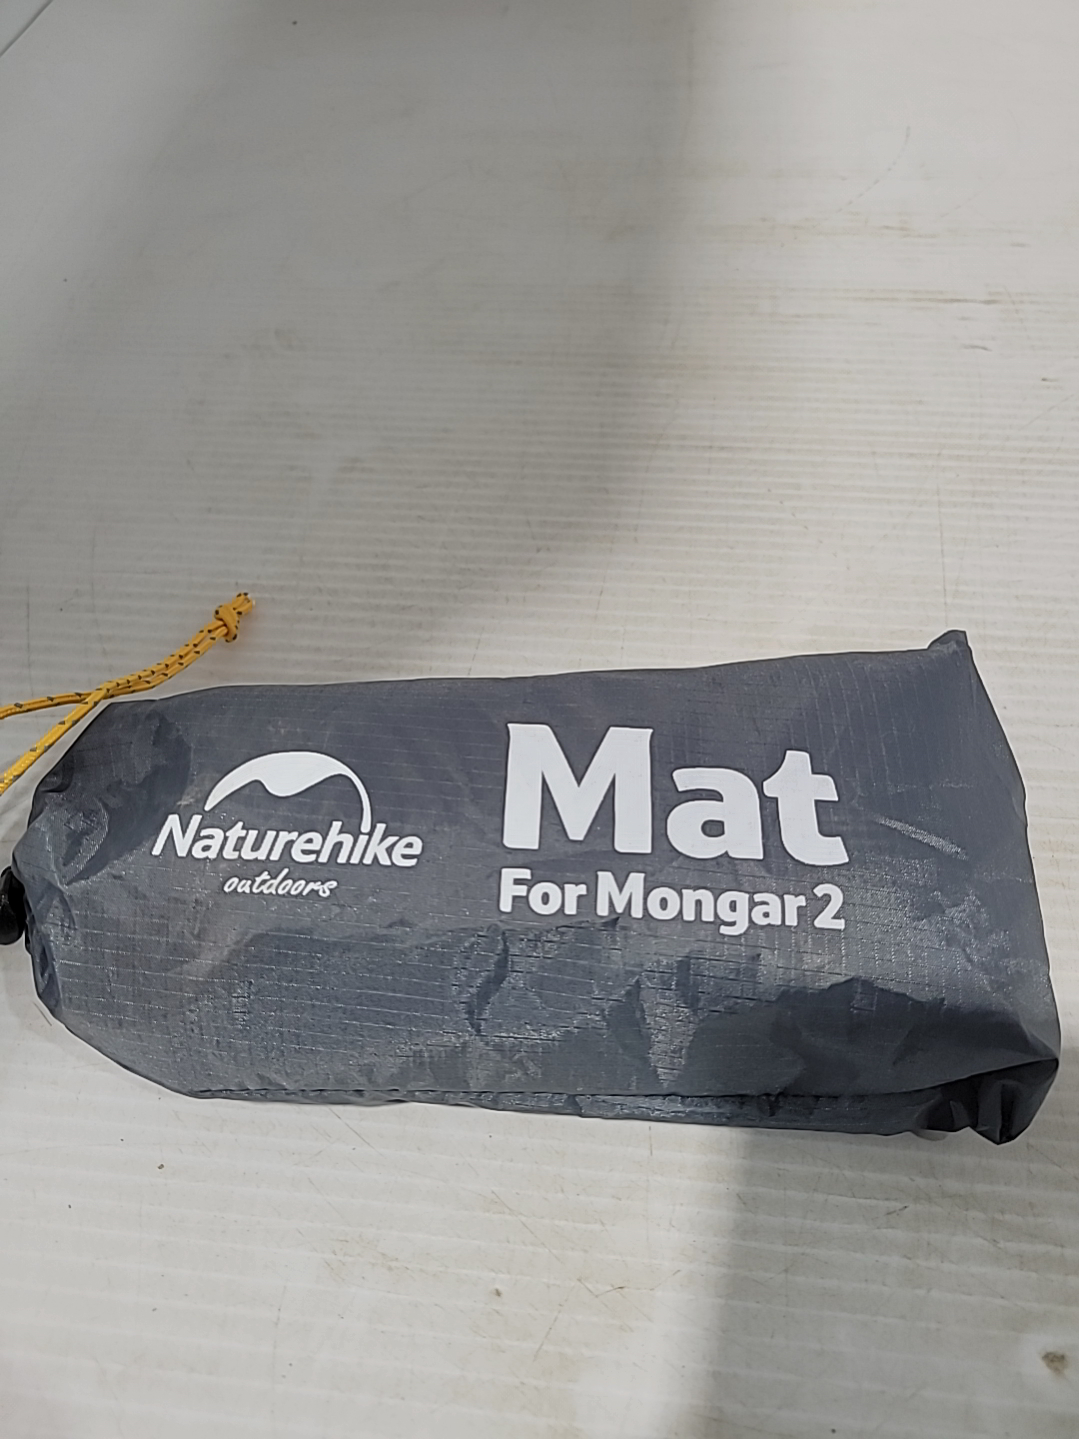 Naturehike
outdoors
Mat
For Mongar 2